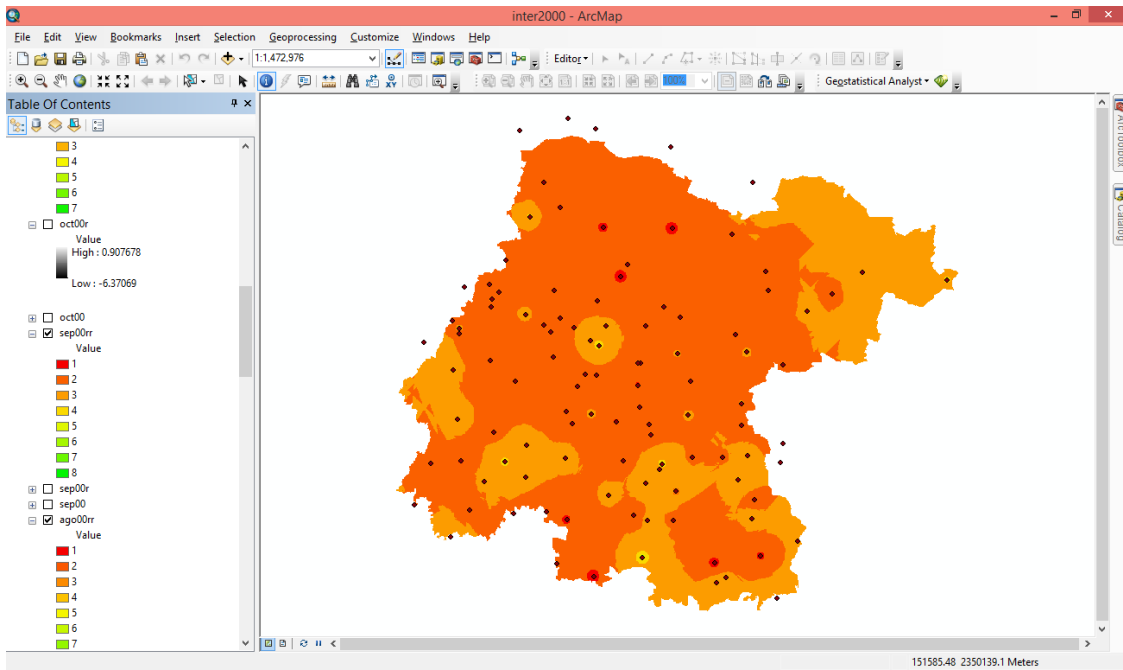 inter2000 - ArcMap
File Edit View Bookmarks Insert Selection Geoprocessing Customize Windows Help
1:1,472,976 Editor
100% Geostatistical Analyst
Table Of Contents
3
4
5
6
7
oct00r
Value
High : 0.907678
Low : -6.37069
oct00
sep00rr
Value
1
2
3
4
5
6
7
8
sep00r
sep00
ago00rr
Value
1
2
3
4
5
6
7
ArcToolbox
Catalog
151585.48 2350139.1 Meters